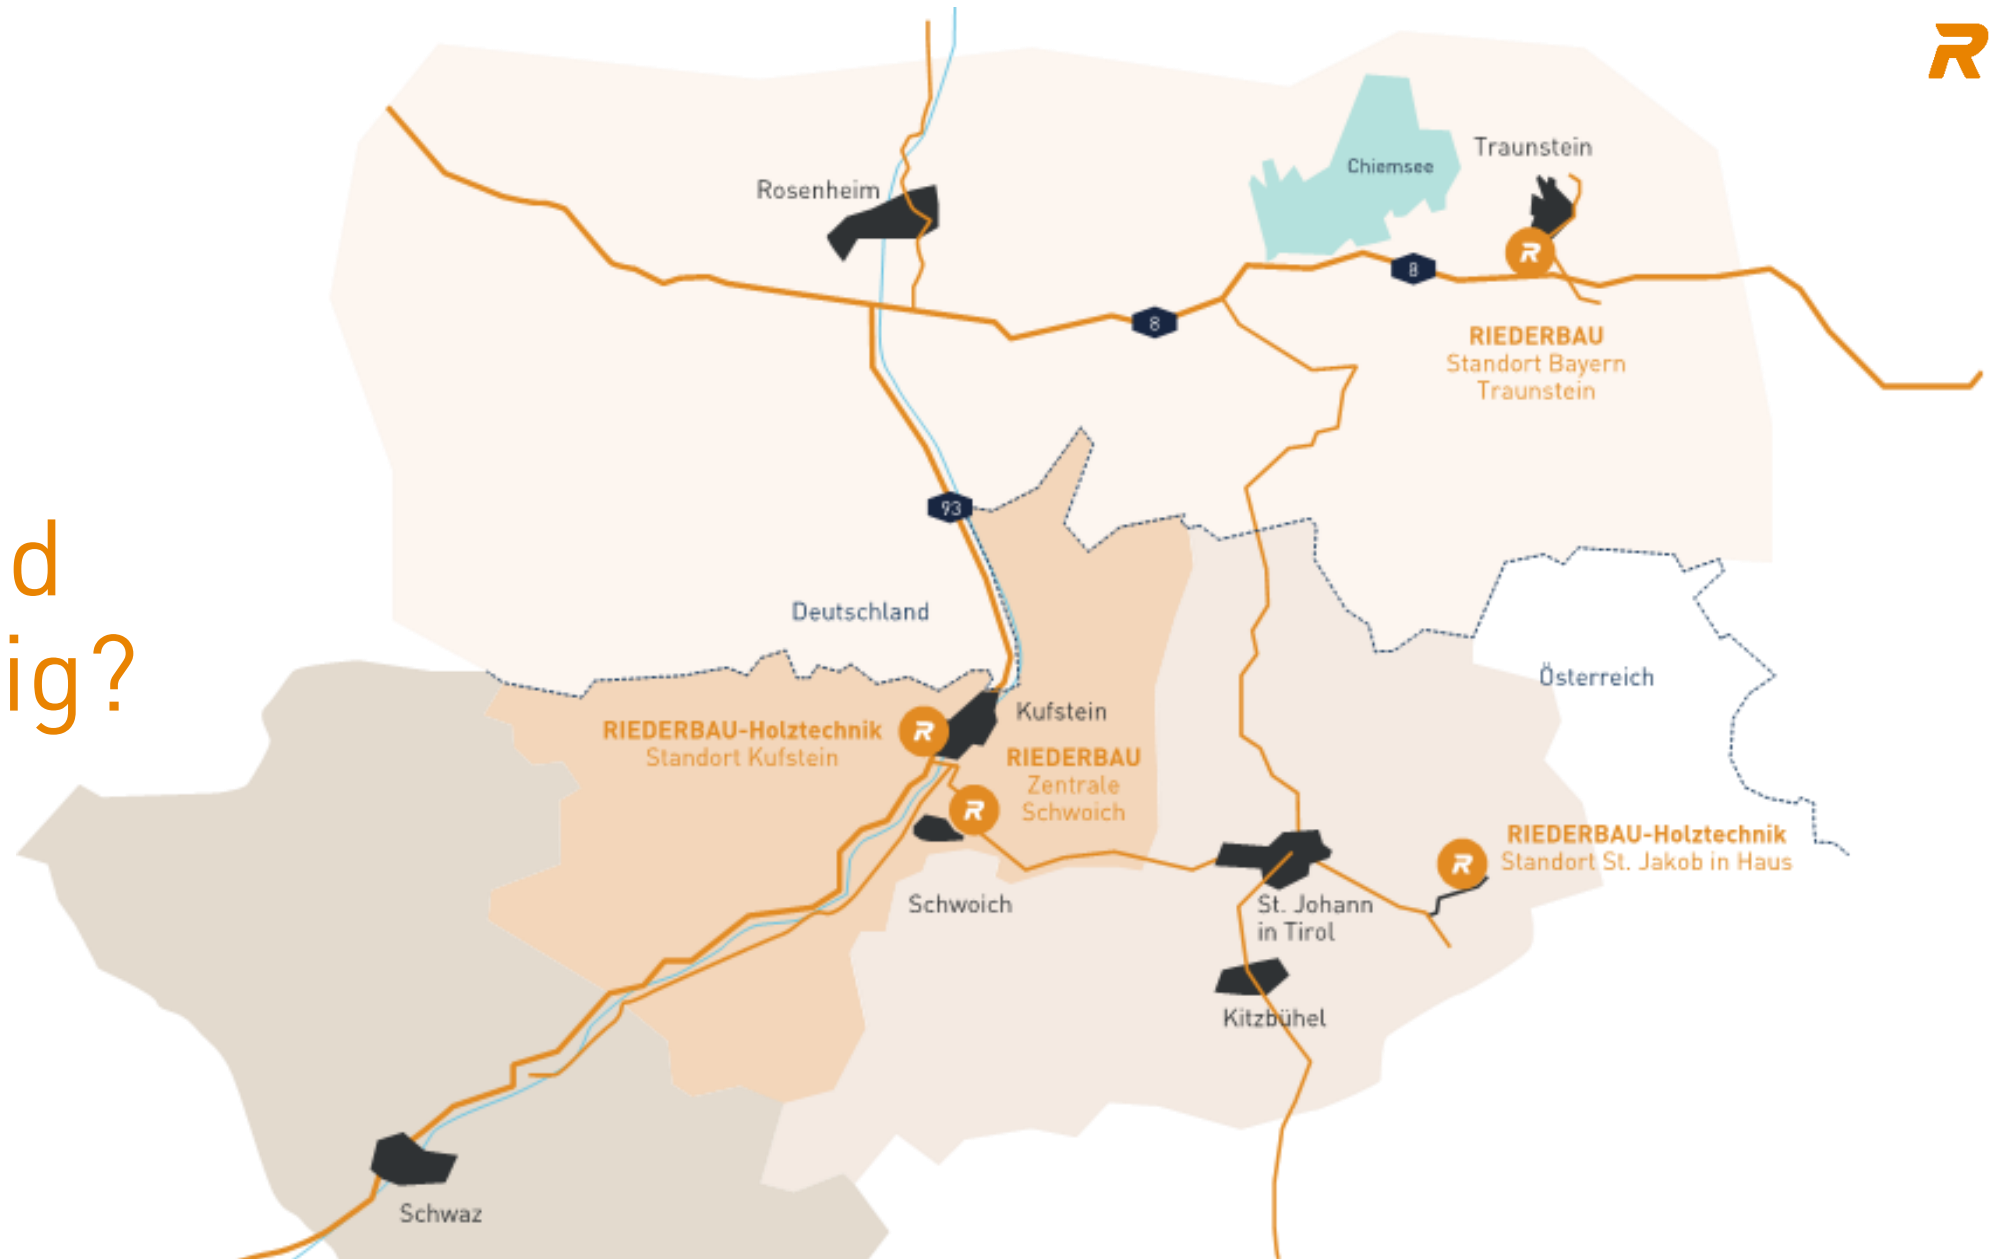 R
Traunstein
Chiemsee
Rosenheim
R
8
8
RIEDERBAU
Standort Bayern
Traunstein
93
d
ig?
Deutschland
Österreich
Kufstein
RIEDERBAU-Holztechnik
Standort Kufstein
R
RIEDERBAU
Zentrale
Schwoich
R
RIEDERBAU-Holztechnik
Standort St. Jakob in Haus
R
Schwoich
St. Johann
in Tirol
Kitzbühel
Schwaz